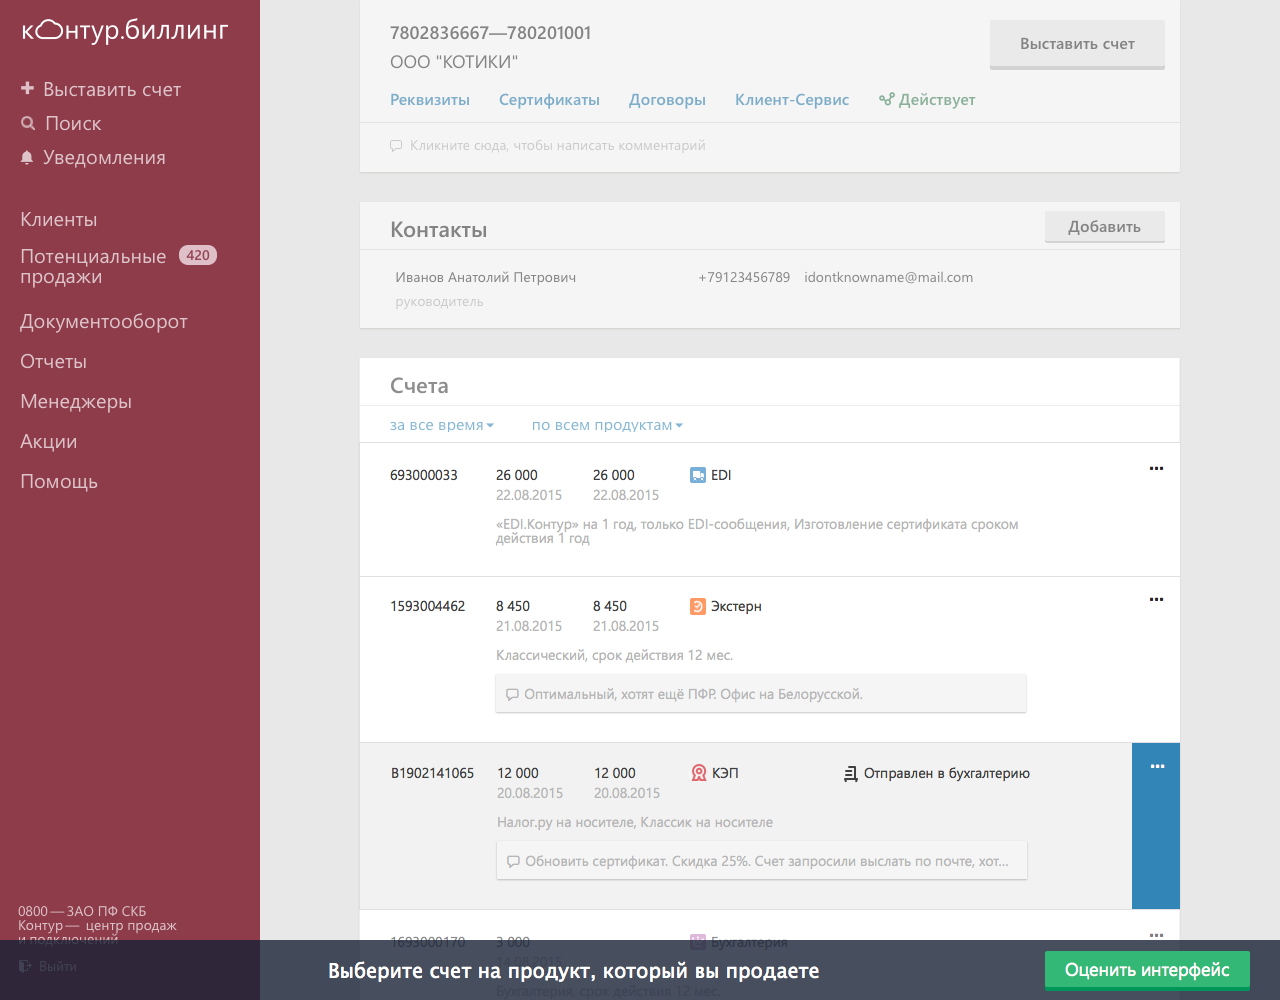 контур.биллинг
Выставить счет
Поиск
Уведомления
Клиенты
Потенциальные 420
продажи
Документооборот
Отчеты
Менеджеры
Акции
Помощь
0800 — ЗАО ПФ СКБ
Контур — центр продаж
и подключений
Выйти
7802836667—780201001
Выставить счет
ООО "КОТИКИ"
Реквизиты Сертификаты Договоры Клиент-Сервис Действует
Кликните сюда, чтобы написать комментарий
Контакты Добавить
Иванов Анатолий Петрович +79123456789 idontknowname@mail.com
руководитель
Счета
за все время по всем продуктам
693000033 26 000 26 000 EDI ...
22.08.2015 22.08.2015
«EDI.Контур» на 1 год, только EDI-сообщения, Изготовление сертификата сроком
действия 1 год
1593004462 8 450 8 450 Экстерн ...
21.08.2015 21.08.2015
Классический, срок действия 12 мес.
Оптимальный, хотят ещё ПФР. Офис на Белорусской.
В1902141065 12 000 12 000 КЭП Отправлен в бухгалтерию ...
20.08.2015 20.08.2015
Налог.ру на носителе, Классик на носителе
Обновить сертификат. Скидка 25%. Счет запросили выслать по почте, хот...
1693000170 3 000 Бухгалтерия ...
14.08.2015
Бухгалтерия, срок действия 12 мес.
Выберите счет на продукт, который вы продаете
Оценить интерфейс